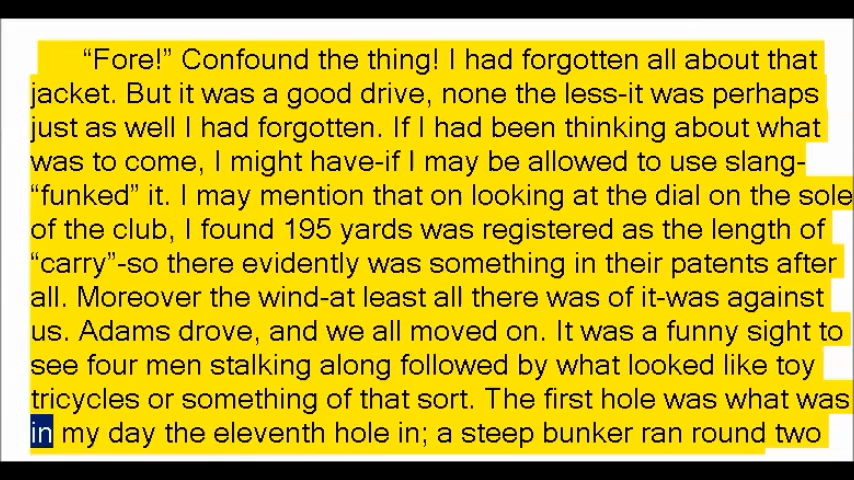 “Fore!” Confound the thing! I had forgotten all about that
jacket. But it was a good drive, none the less-it was perhaps
just as well I had forgotten. If I had been thinking about what
was to come, I might have-if I may be allowed to use slang-
“funked” it. I may mention that on looking at the dial on the sole
of the club, I found 195 yards was registered as the length of
“carry”-so there evidently was something in their patents after
all. Moreover the wind-at least all there was of it-was against
us. Adams drove, and we all moved on. It was a funny sight to
see four men stalking along followed by what looked like toy
tricycles or something of that sort. The first hole was what was
in my day the eleventh hole in; a steep bunker ran round two